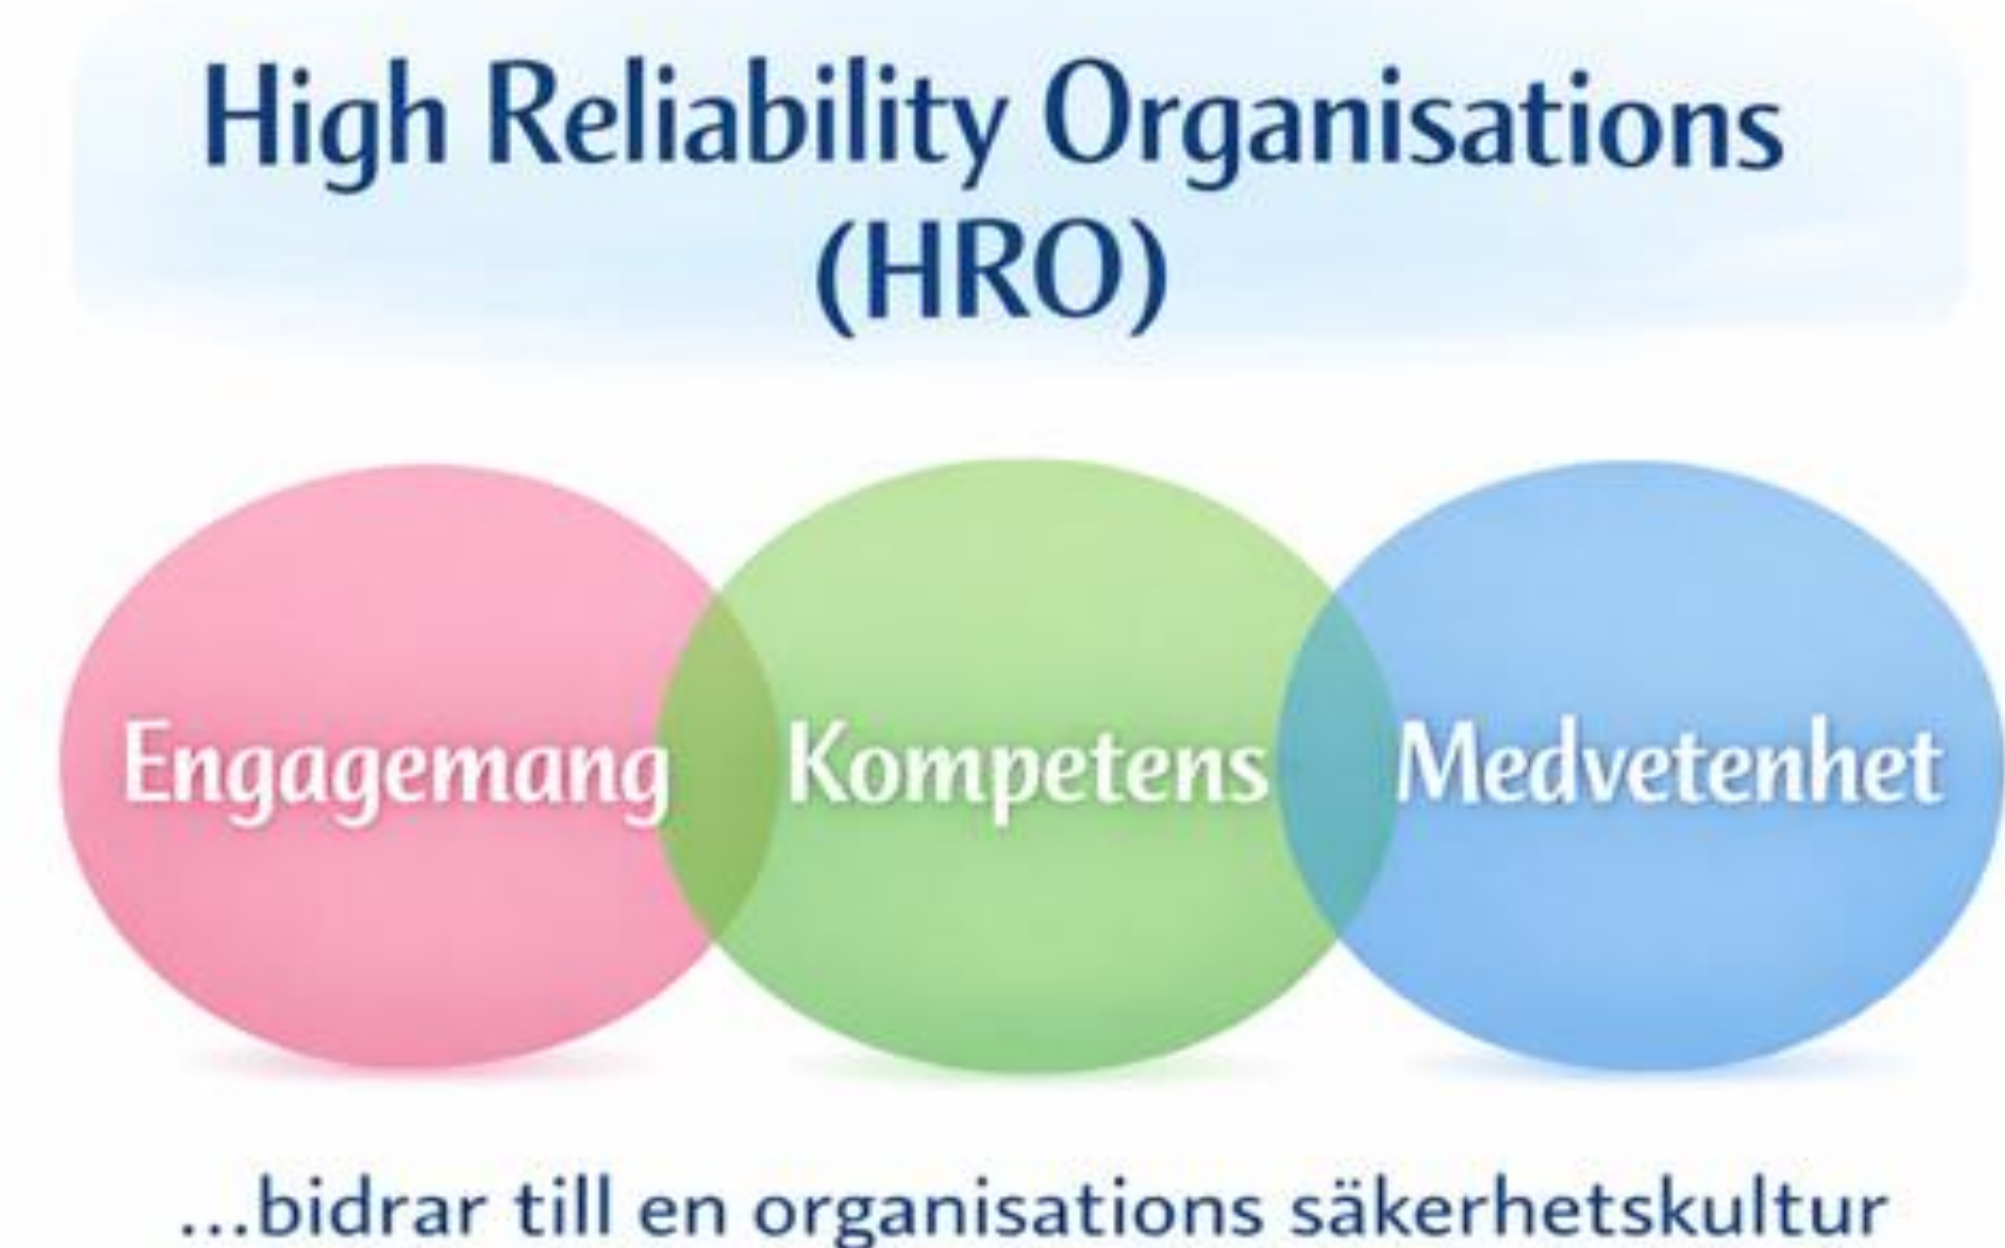 High Reliability Organisations
(HRO)
Engagemang Kompetens Medvetenhet
...bidrar till en organisations säkerhetskultur